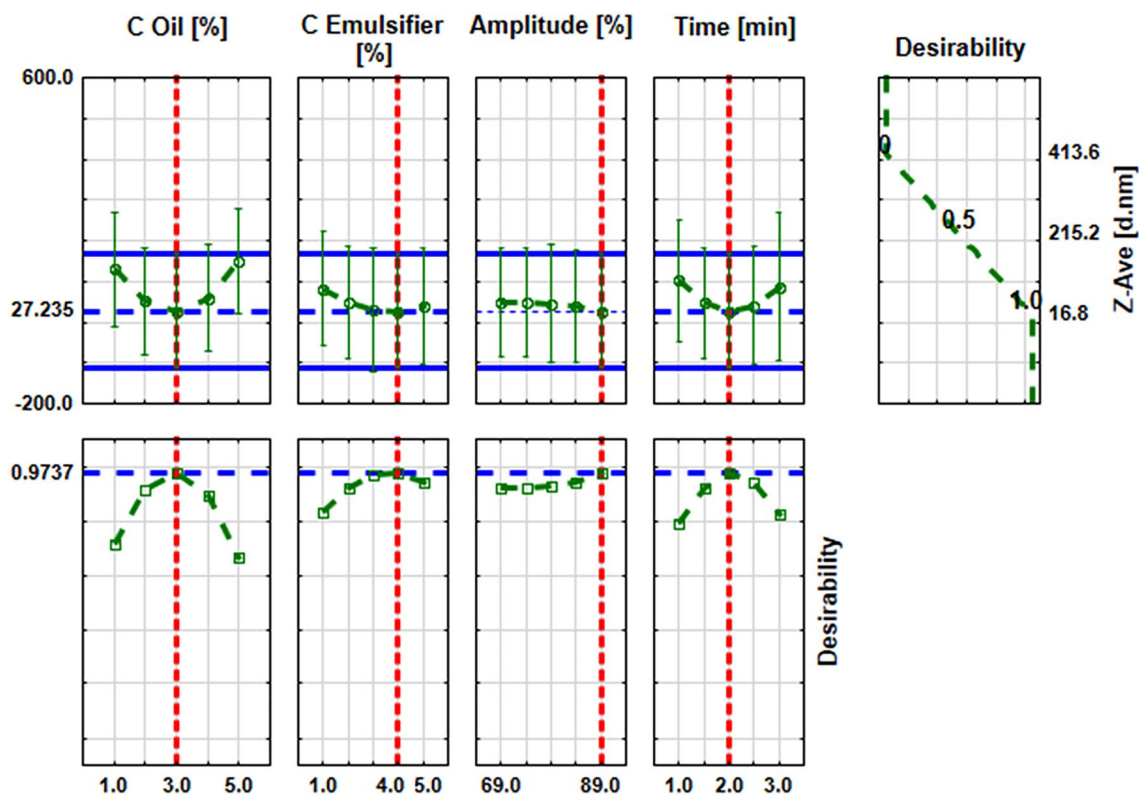 C Oil [%]
C Emulsifier
[%]
Amplitude [%]
Time [min]
Desirability
600.0
27.235
-200.0
0
0.5
1.0
413.6
215.2
16.8
Z-Ave [d.nm]
0.9737
Desirability
1.0 3.0 5.0
1.0 4.0 5.0
69.0 89.0
1.0 2.0 3.0